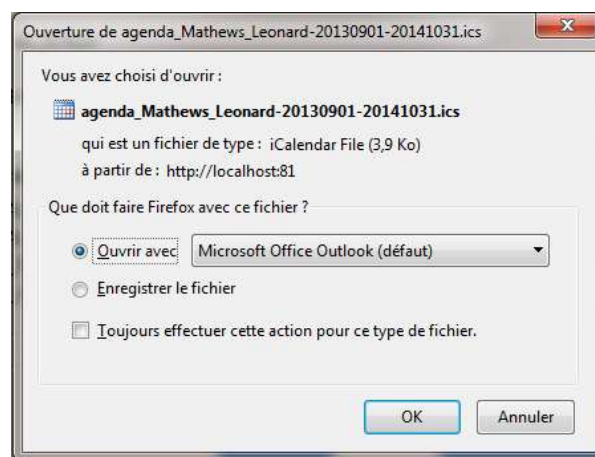 Ouverture de agenda_Mathews_Leonard-20130901-20141031.ics
Vous avez choisi d'ouvrir :
agenda_Mathews_Leonard-20130901-20141031.ics
qui est un fichier de type : iCalendar File (3,9 Ko)
à partir de : http://localhost:81
Que doit faire Firefox avec ce fichier ?
Ouvrir avec Microsoft Office Outlook (défaut)
Enregistrer le fichier
Toujours effectuer cette action pour ce type de fichier.
OK Annuler